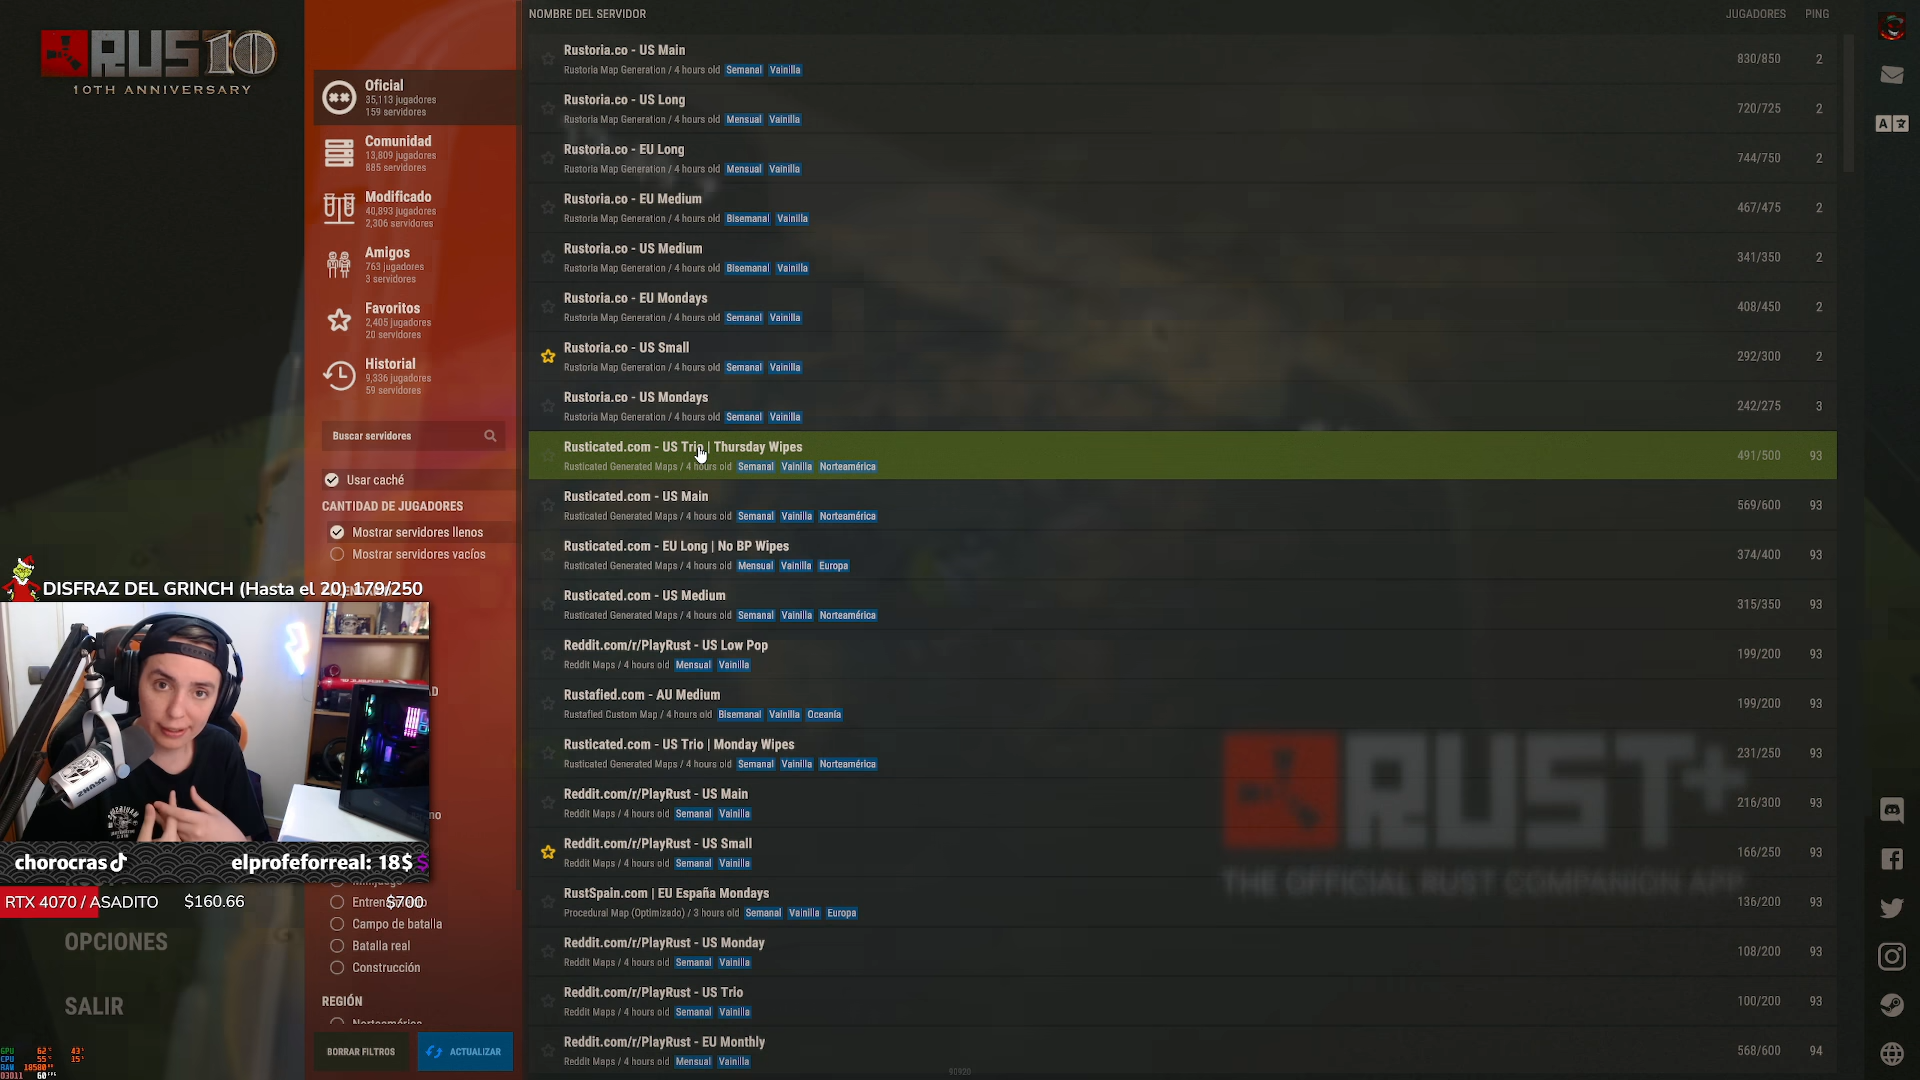 RUS10
10TH ANNIVERSARY
OPCIONES
SALIR
Oficial
35,113 jugadores
159 servidores
Comunidad
13,809 jugadores
885 servidores
Modificado
40,893 jugadores
2,306 servidores
Amigos
763 jugadores
3 servidores
Favoritos
2,405 jugadores
20 servidores
Historial
9,336 jugadores
59 servidores
Buscar servidores
Usar caché
CANTIDAD DE JUGADORES
Mostrar servidores llenos
Mostrar servidores vacíos
DISFRAZ DEL GRINCH (Hasta el 20) 179/250
chorocras
elprofeforreal: 18$
RTX 4070 / ASADITO $160.66 $700
Campo de batalla
Batalla real
Construcción
REGIÓN
Norteamérica
BORRAR FILTROS
ACTUALIZAR
NOMBRE DEL SERVIDOR JUGADORES PING
Rustoria.co - US Main
Rustoria Map Generation / 4 hours old Semanal Vainilla
830/850 2
Rustoria.co - US Long
Rustoria Map Generation / 4 hours old Mensual Vainilla
720/725 2
Rustoria.co - EU Long
Rustoria Map Generation / 4 hours old Mensual Vainilla
744/750 2
Rustoria.co - EU Medium
Rustoria Map Generation / 4 hours old Bisemanal Vainilla
467/475 2
Rustoria.co - US Medium
Rustoria Map Generation / 4 hours old Bisemanal Vainilla
341/350 2
Rustoria.co - EU Mondays
Rustoria Map Generation / 4 hours old Semanal Vainilla
408/450 2
Rustoria.co - US Small
Rustoria Map Generation / 4 hours old Semanal Vainilla
292/300 2
Rustoria.co - US Mondays
Rustoria Map Generation / 4 hours old Semanal Vainilla
242/275 3
Rusticated.com - US Trio | Thursday Wipes
Rusticated Generated Maps / 4 hours old Semanal Vainilla Norteamérica
491/500 93
Rusticated.com - US Main
Rusticated Generated Maps / 4 hours old Semanal Vainilla Norteamérica
569/600 93
Rusticated.com - EU Long | No BP Wipes
Rusticated Generated Maps / 4 hours old Mensual Vainilla Europa
374/400 93
Rusticated.com - US Medium
Rusticated Generated Maps / 4 hours old Semanal Vainilla Norteamérica
315/350 93
Reddit.com/r/PlayRust - US Low Pop
Reddit Maps / 4 hours old Mensual Vainilla
199/200 93
Rustafied.com - AU Medium
Rustafied Custom Map / 4 hours old Bisemanal Vainilla Oceanía
199/200 93
Rusticated.com - US Trio | Monday Wipes
Rusticated Generated Maps / 4 hours old Semanal Vainilla Norteamérica
231/250 93
Reddit.com/r/PlayRust - US Main
Reddit Maps / 4 hours old Semanal Vainilla
216/300 93
Reddit.com/r/PlayRust - US Small
Reddit Maps / 4 hours old Semanal Vainilla
166/250 93
RustSpain.com | EU España Mondays
Procedural Map (Optimizado) / 3 hours old Semanal Vainilla Europa
136/200 93
Reddit.com/r/PlayRust - US Monday
Reddit Maps / 4 hours old Semanal Vainilla
108/200 93
Reddit.com/r/PlayRust - US Trio
Reddit Maps / 4 hours old Semanal Vainilla
100/200 93
Reddit.com/r/PlayRust - EU Monthly
Reddit Maps / 4 hours old Mensual Vainilla
568/600 94
RUST+
THE OFFICIAL RUST COMPANION APP